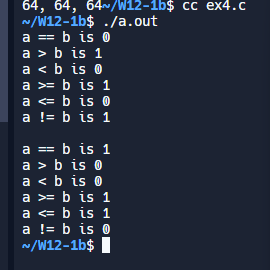 64, 64, 64~/W12-1b$ cc ex4.c
~/W12-1b$ ./a.out
a == b is 0
a > b is 1
a < b is 0
a >= b is 1
a <= b is 0
a != b is 1

a == b is 1
a > b is 0
a < b is 0
a >= b is 1
a <= b is 1
a != b is 0
~/W12-1b$